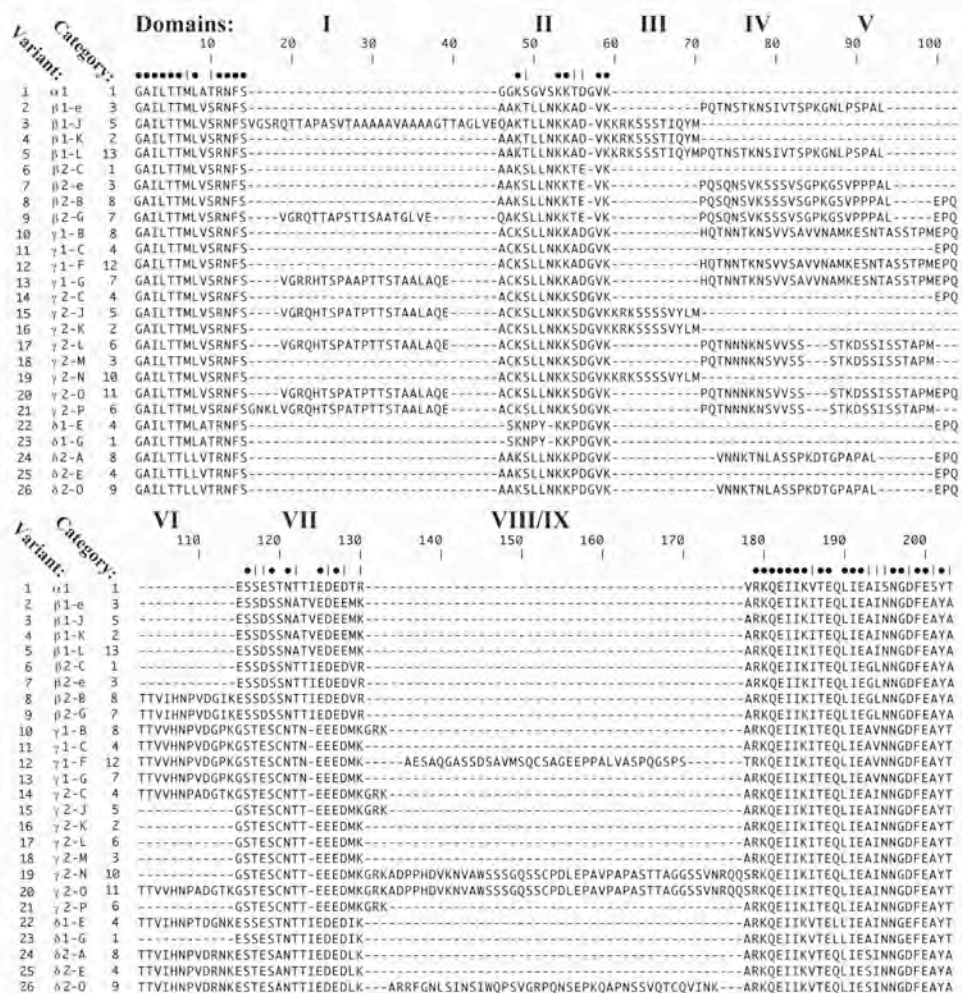 Domains: I II III IV V
Variant: Category: 10 20 30 40 50 60 70 80 90 100
1 α1 1 GAILTTMLATRNFS-------------------------------GGKSGVSKKTDGVK--------------------------------------------
2 β1-e 3 GAILTTMLVSRNFS-------------------------------AAKTLLNKKAD-VK-----------PQTNSTKNSIVTSPKGNLPSPAL----------
3 β1-J 5 GAILTTMLVSRNFSVGSRQTTAPASVTAAAAAVAAAAGTTAGLVEQAKTLLNKKAD-VKKRKSSSTIQYM---------------------------------
4 β1-K 2 GAILTTMLVSRNFS-------------------------------AAKTLLNKKAD-VKKRKSSSTIQYM---------------------------------
5 β1-L 13 GAILTTMLVSRNFS-------------------------------AAKTLLNKKAD-VKKRKSSSTIQYMPQTNSTKNSIVTSPKGNLPSPAL----------
6 β2-C 1 GAILTTMLVSRNFS-------------------------------AAKSLLNKKTE-VK--------------------------------------------
7 β2-e 3 GAILTTMLVSRNFS-------------------------------AAKSLLNKKTE-VK-----------PQSQNSVKSSSVSGPKGSVPPPAL---------
8 β2-B 8 GAILTTMLVSRNFS-------------------------------AAKSLLNKKTE-VK-----------PQSQNSVKSSSVSGPKGSVPPPAL------EPQ
9 β2-G 7 GAILTTMLVSRNFS----VGRQTTAPSTISAATGLVE--------QAKSLLNKKTE-VK-----------PQSQNSVKSSSVSGPKGSVPPPAL------EPQ
10 γ1-B 8 GAILTTMLVSRNFS-------------------------------ACKSLLNKKADGVK-----------HQTNNTKNSVVSAVVNAMKESNTASSTPMEPQ
11 γ1-C 4 GAILTTMLVSRNFS-------------------------------ACKSLLNKKADGVK-----------------------------------------EPQ
12 γ1-F 12 GAILTTMLVSRNFS-------------------------------ACKSLLNKKADGVK-----------HQTNNTKNSVVSAVVNAMKESNTASSTPMEPQ
13 γ1-G 7 GAILTTMLVSRNFS----VGRRHTSPAAPTTSTAALAQE------ACKSLLNKKADGVK-----------HQTNNTKNSVVSAVVNAMKESNTASSTPMEPQ
14 γ2-C 4 GAILTTMLVSRNFS-------------------------------ACKSLLNKKSDGVK-----------------------------------------EPQ
15 γ2-J 5 GAILTTMLVSRNFS----VGRQHTSPATPTTSTAALAQE------ACKSLLNKKSDGVKKRKSSSSVYLM---------------------------------
16 γ2-K 2 GAILTTMLVSRNFS-------------------------------ACKSLLNKKSDGVKKRKSSSSVYLM---------------------------------
17 γ2-L 6 GAILTTMLVSRNFS----VGRQHTSPATPTTSTAALAQE------ACKSLLNKKSDGVK-----------PQTNNNKNSVVSS--STKDSSISSTAPM---
18 γ2-M 3 GAILTTMLVSRNFS-------------------------------ACKSLLNKKSDGVK-----------PQTNNNKNSVVSS--STKDSSISSTAPM---
19 γ2-N 10 GAILTTMLVSRNFS-------------------------------ACKSLLNKKSDGVKKRKSSSSVYLM---------------------------------
20 γ2-O 11 GAILTTMLVSRNFS----VGRQHTSPATPTTSTAALAQE------ACKSLLNKKSDGVK-----------PQTNNNKNSVVSS--STKDSSISSTAPMEPQ
21 γ2-P 6 GAILTTMLVSRNFSGNKLVGRQHTSPATPTTSTAALAQE------ACKSLLNKKSDGVK-----------PQTNNNKNSVVSS--STKDSSISSTAPM---
22 δ1-E 4 GAILTTMLATRNFS--------------------------------SKNPY-KKPDGVK-----------------------------------------EPQ
23 δ1-G 1 GAILTTMLATRNFS--------------------------------SKNPY-KKPDGVK--------------------------------------------
24 δ2-A 8 GAILTTLLVTRNFS-------------------------------AAKSLLNKKPDGVK-------------VNNKTNLASSPKDTGPAPAL--------EPQ
25 δ2-E 4 GAILTTLLVTRNFS-------------------------------AAKSLLNKKPDGVK-----------------------------------------EPQ
26 δ2-O 9 GAILTTLLVTRNFS-------------------------------AAKSLLNKKPDGVK-------------VNNKTNLASSPKDTGPAPAL--------EPQ
VI VII VIII/IX
Variant: Category: 110 120 130 140 150 160 170 180 190 200
1 α1 1 ------------ESSESTNTTIEDEDTR-----------------------------------------------VRKQEIIKVTEQLIEAISNGDFESYT
2 β1-e 3 ------------ESSDSSNATVEDEEMK-----------------------------------------------ARKQEIIKITEQLIEAINNGDFEAYA
3 β1-J 5 ------------ESSDSSNATVEDEEMK-----------------------------------------------ARKQEIIKITEQLIEAINNGDFEAYA
4 β1-K 2 ------------ESSDSSNATVEDEEMK-----------------------------------------------ARKQEIIKITEQLIEAINNGDFEAYA
5 β1-L 13 ------------ESSDSSNATVEDEEMK-----------------------------------------------ARKQEIIKITEQLIEAINNGDFEAYA
6 β2-C 1 ------------ESSDSSNTTIEDEDVR-----------------------------------------------ARKQEIIKITEQLIEGLNNGDFEAYA
7 β2-e 3 ------------ESSDSSNTTIEDEDVR-----------------------------------------------ARKQEIIKITEQLIEGLNNGDFEAYA
8 β2-B 8 TTVIHNPVDGIKESSDSSNTTIEDEDVR-----------------------------------------------ARKQEIIKITEQLIEGLNNGDFEAYA
9 β2-G 7 TTVIHNPVDGIKESSDSSNTTIEDEDVR-----------------------------------------------ARKQEIIKITEQLIEGLNNGDFEAYA
10 γ1-B 8 TTVVHNPVDGPKGSTESCNTN-EEEDMKGRK--------------------------------------------ARKQEIIKITEQLIEAVNNGDFEAYT
11 γ1-C 4 TTVVHNPVDGPKGSTESCNTN-EEEDMK-----------------------------------------------ARKQEIIKITEQLIEAVNNGDFEAYT
12 γ1-F 12 TTVVHNPVDGPKGSTESCNTN-EEEDMK-----AESAQGASSDSAVMSQCSAGEEPPALVASPQGSPS-------TRKQEIIKITEQLIEAVNNGDFEAYT
13 γ1-G 7 TTVVHNPVDGPKGSTESCNTN-EEEDMK-----------------------------------------------ARKQEIIKITEQLIEAVNNGDFEAYT
14 γ2-C 4 TTVVHNPADGTKGSTESCNTT-EEEDMKGRK--------------------------------------------ARKQEIIKITEQLIEAINNGDFEAYT
15 γ2-J 5 ------------GSTESCNTT-EEEDMKGRK--------------------------------------------ARKQEIIKITEQLIEAINNGDFEAYT
16 γ2-K 2 ------------GSTESCNTT-EEEDMK-----------------------------------------------ARKQEIIKITEQLIEAINNGDFEAYT
17 γ2-L 6 ------------GSTESCNTT-EEEDMK-----------------------------------------------ARKQEIIKITEQLIEAINNGDFEAYT
18 γ2-M 3 ------------GSTESCNTT-EEEDMK-----------------------------------------------ARKQEIIKITEQLIEAINNGDFEAYT
19 γ2-N 10 ------------GSTESCNTT-EEEDMKGRKADPPHDVKNVAWSSSGQSSCPDLEPAVPAPASTTAGGSSVNRQQSRKQEIIKITEQLIEAINNGDFEAYT
20 γ2-O 11 TTVVHNPADGTKGSTESCNTT-EEEDMKGRKADPPHDVKNVAWSSSGQSSCPDLEPAVPAPASTTAGGSSVNRQQSRKQEIIKITEQLIEAINNGDFEAYT
21 γ2-P 6 ------------GSTESCNTT-EEEDMKGRK--------------------------------------------ARKQEIIKITEQLIEAINNGDFEAYT
22 δ1-E 4 TTVIHNPTDGNKESTESTNTTIEDEDIK-----------------------------------------------ARKQEIIKVTELLIEAINNGEFEAYT
23 δ1-G 1 ------------ESTESTNTTIEDEDIK-----------------------------------------------ARKQEIIKVTELLIEAINNGEFEAYT
24 δ2-A 8 TTVIHNPVDRNKESTESANTTIEDEDLK-----------------------------------------------ARKQEIIKVTEQLIESINNGDFEAYT
25 δ2-E 4 TTVIHNPVDRNKESTESANTTIEDEDLK-----------------------------------------------ARKQEIIKVTEQLIESINNGDFEAYA
26 δ2-O 9 TTVIHNPVDRNKESTESANTTIEDEDLK---ARRFGNLSINSIWQPSVGRPQNSEPKQAPNSSVQTCQVINK---ARKQEIIKVTEQLIESINNGDFEAYA